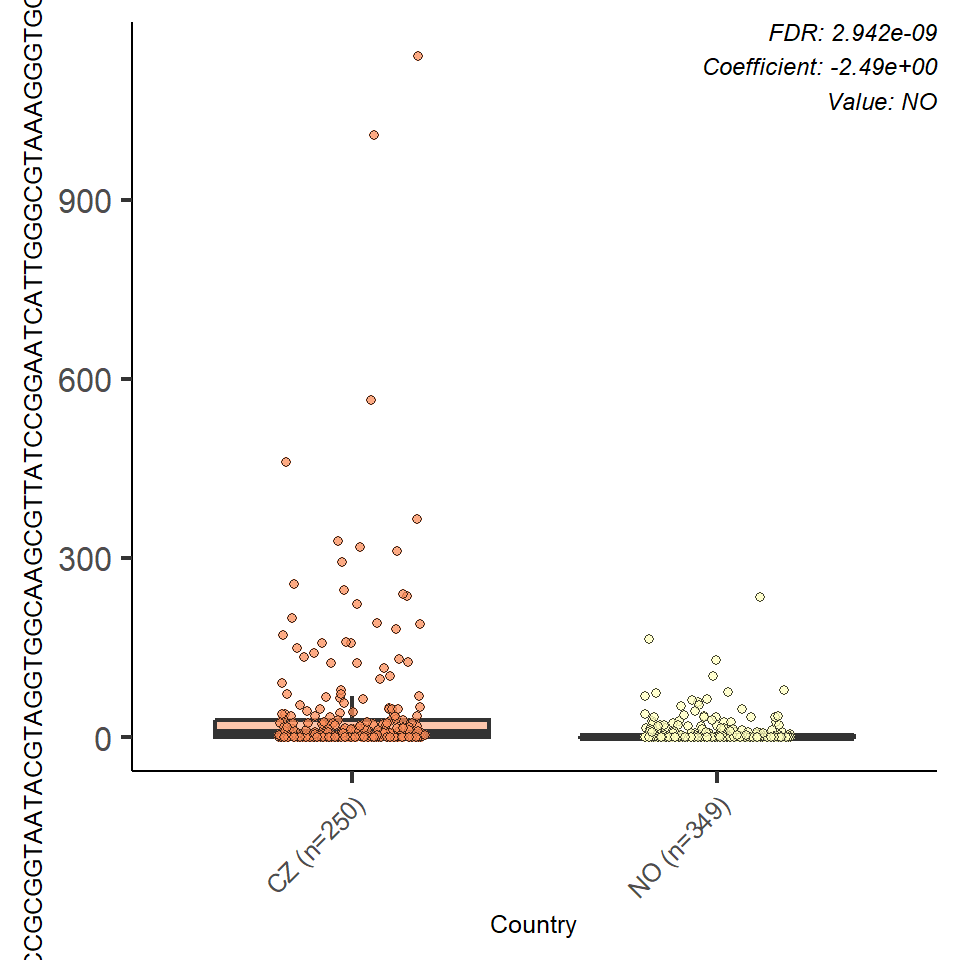 FDR: 2.942e-09
Coefficient: -2.49e+00
Value: NO
CCGCGGTAATACGTAGGTGGCAAGCGTTATCCGGAATCATTGGGCGTAAAGGGTGC
900
600
300
0
CZ (n=250)
NO (n=349)
Country